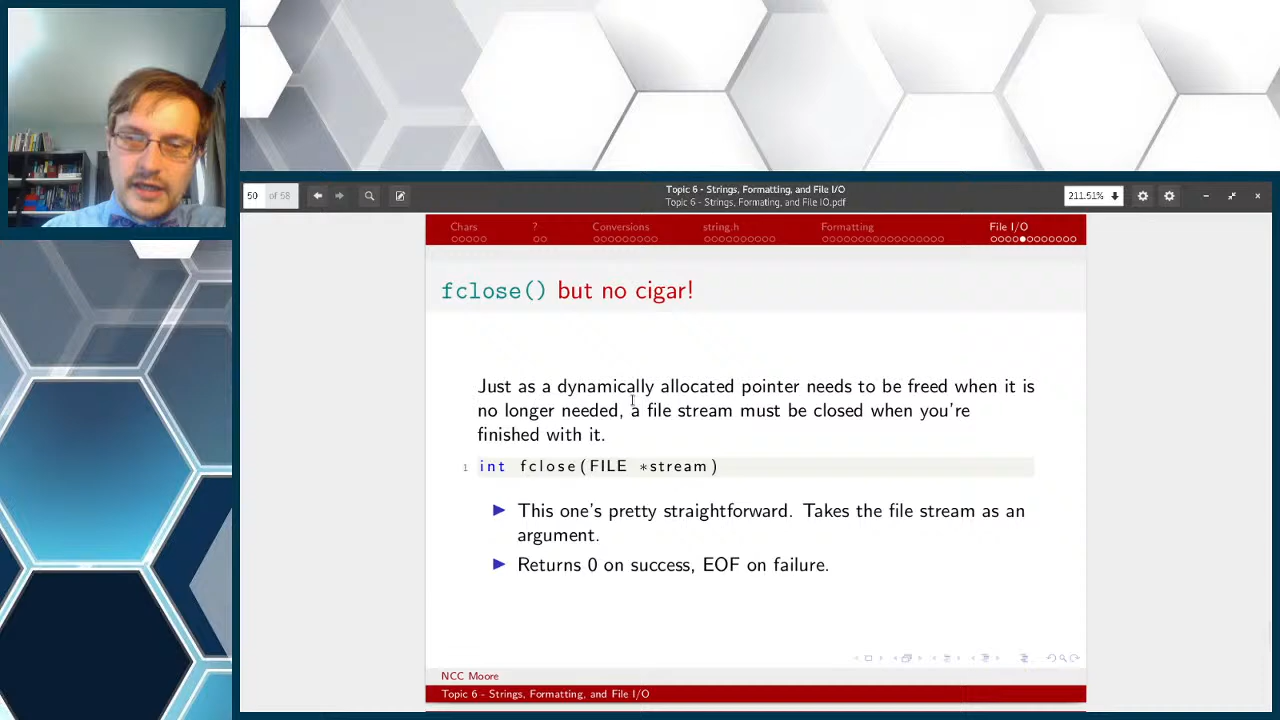 Topic 6 - Strings, Formatting, and File I/O
50 of 58
211.51%
Topic 6 - Strings, Formating, and File IO.pdf
Chars ? Conversions string.h Formatting File I/O
fclose() but no cigar!
Just as a dynamically allocated pointer needs to be freed when it is
no longer needed, a file stream must be closed when you're
finished with it.
1 int fclose(FILE *stream)
This one's pretty straightforward. Takes the file stream as an
argument.
Returns 0 on success, EOF on failure.
NCC Moore
Topic 6 - Strings, Formatting, and File I/O